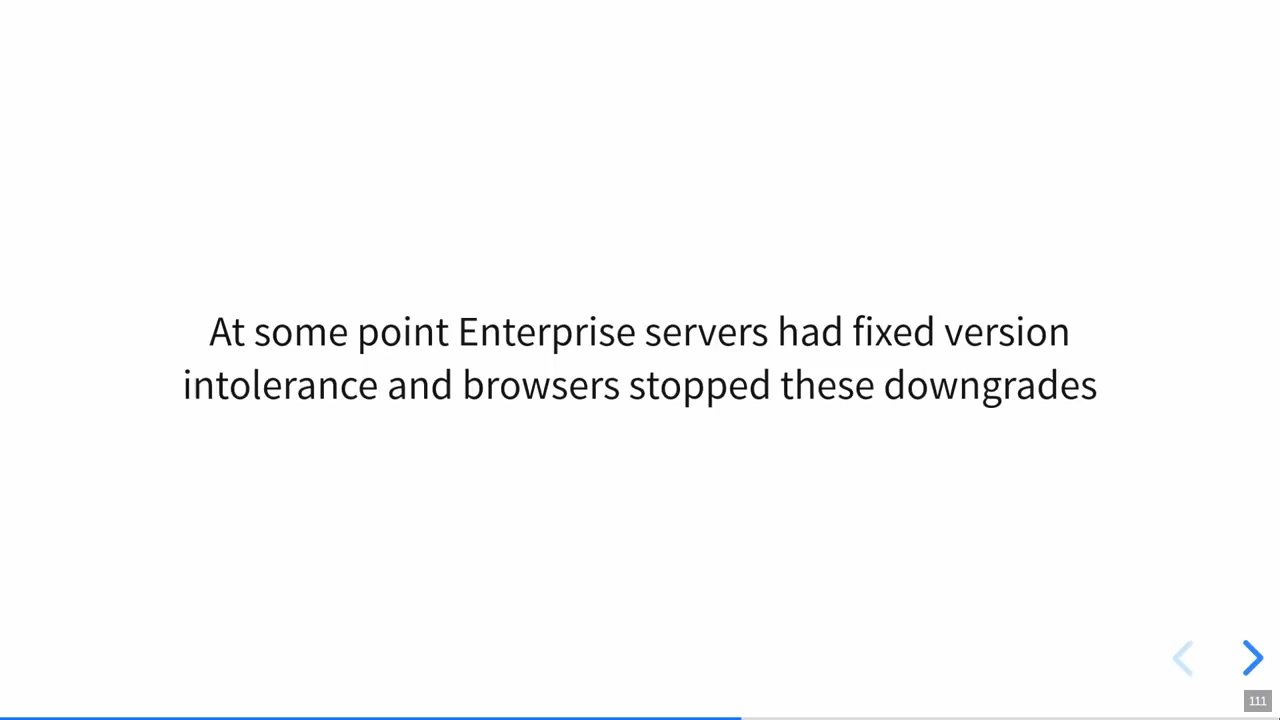 At some point Enterprise servers had fixed version
intolerance and browsers stopped these downgrades
111